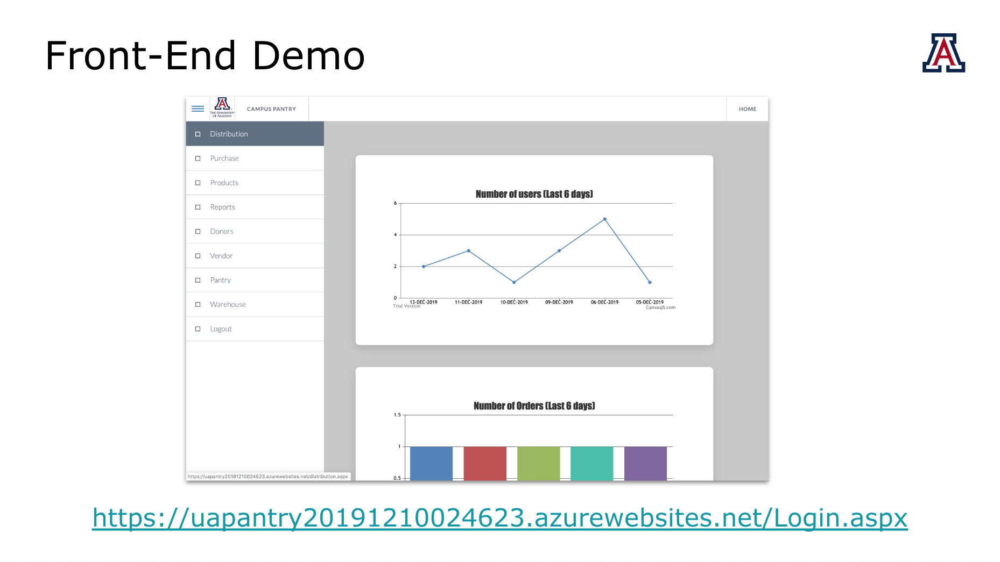 Front-End Demo
A
A
THE UNIVERSITY
OF ARIZONA
CAMPUS PANTRY
HOME
Distribution
Purchase
Products
Reports
Donors
Vendor
Pantry
Warehouse
Logout
Number of users (Last 6 days)
6
4
2
0
13-DEC-2019 11-DEC-2019 10-DEC-2019 09-DEC-2019 06-DEC-2019 05-DEC-2019
Trial Version
CanvasJS.com
Number of Orders (Last 6 days)
1.5
1
0.5
https://uapantry20191210024623.azurewebsites.net/distribution.aspx
https://uapantry20191210024623.azurewebsites.net/Login.aspx